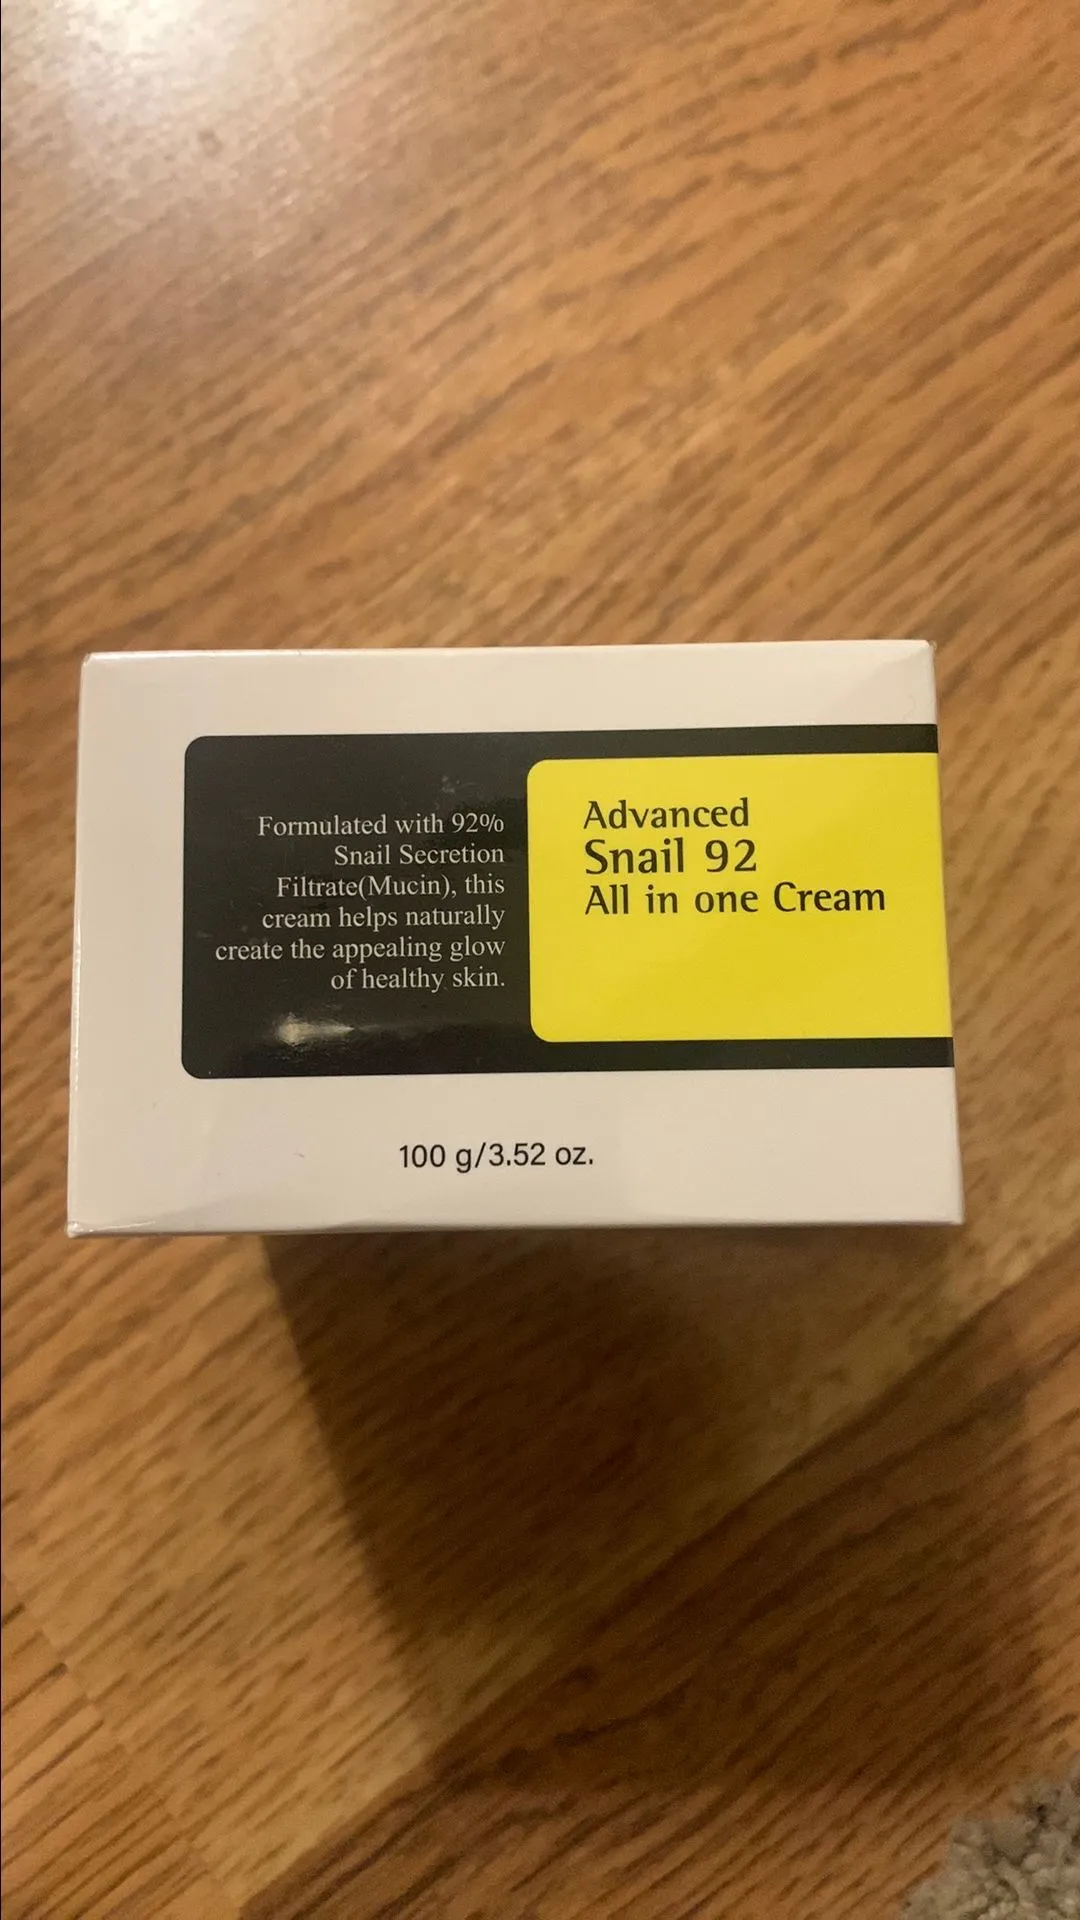 Formulated with 92%
Snail Secretion
Filtrate(Mucin), this
cream helps naturally
create the appealing glow
of healthy skin.
Advanced
Snail 92
All in one Cream
100 g/3.52 oz.